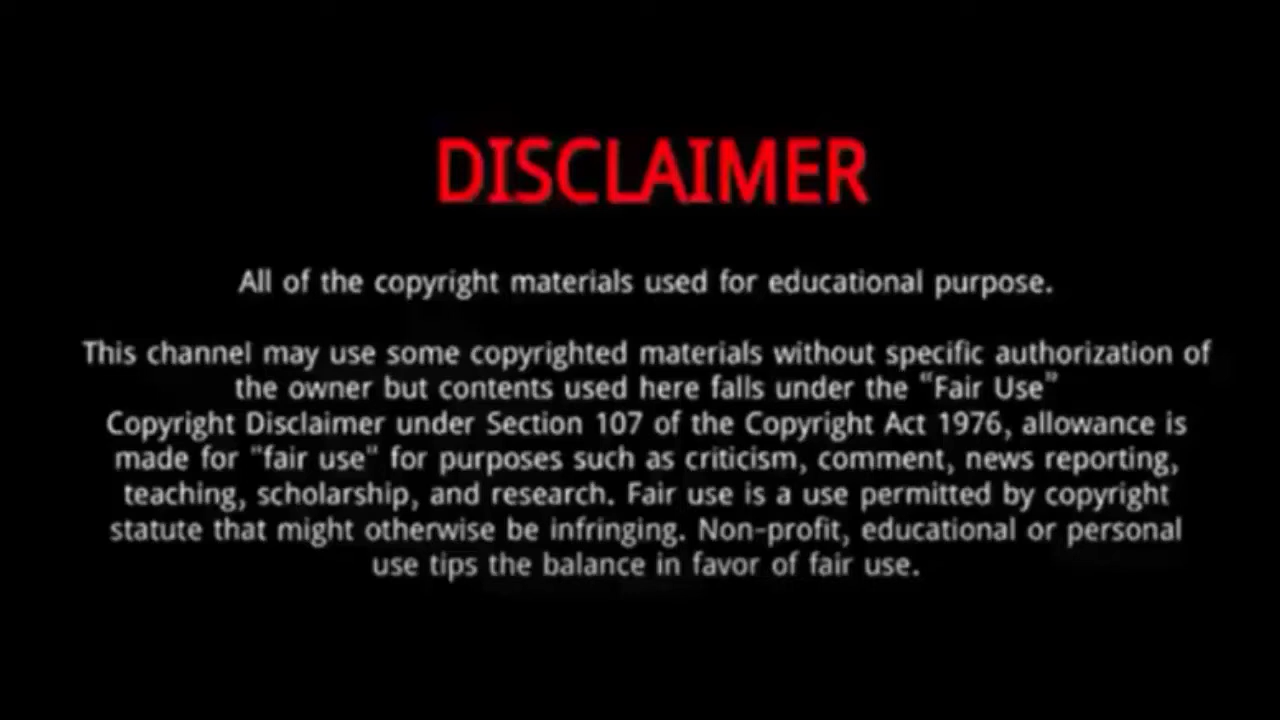 DISCLAIMER
All of the copyright materials used for educational purpose.
This channel may use some copyrighted materials without specific authorization of
the owner but contents used here falls under the “Fair Use”
Copyright Disclaimer under Section 107 of the Copyright Act 1976, allowance is
made for "fair use" for purposes such as criticism, comment, news reporting,
teaching, scholarship, and research. Fair use is a use permitted by copyright
statute that might otherwise be infringing. Non-profit, educational or personal
use tips the balance in favor of fair use.